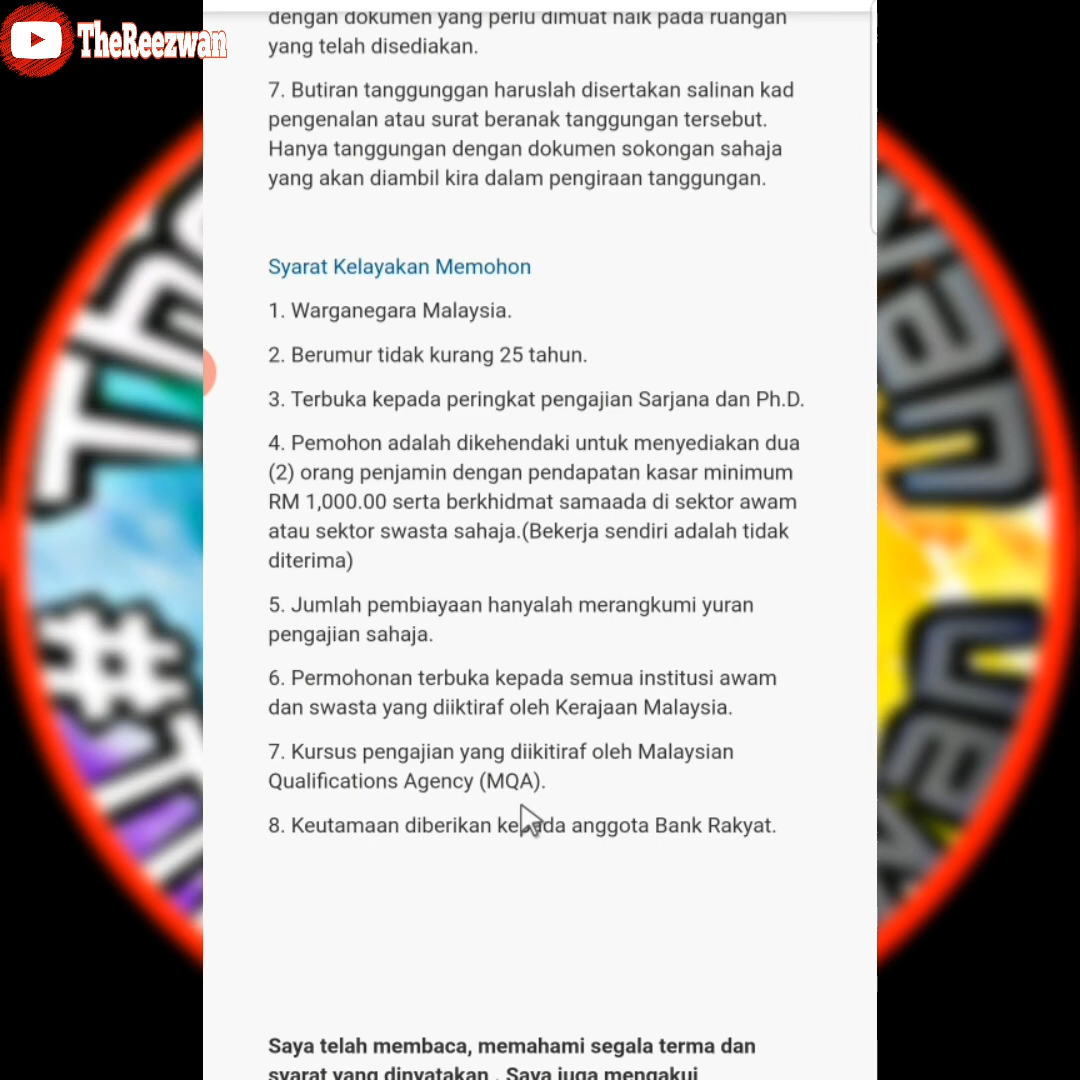 TheReezwan
dengan dokumen yang perlu dimuat naik pada ruangan
yang telah disediakan.
7. Butiran tanggunggan haruslah disertakan salinan kad
pengenalan atau surat beranak tanggungan tersebut.
Hanya tanggungan dengan dokumen sokongan sahaja
yang akan diambil kira dalam pengiraan tanggungan.
Syarat Kelayakan Memohon
1. Warganegara Malaysia.
2. Berumur tidak kurang 25 tahun.
3. Terbuka kepada peringkat pengajian Sarjana dan Ph.D.
4. Pemohon adalah dikehendaki untuk menyediakan dua
(2) orang penjamin dengan pendapatan kasar minimum
RM 1,000.00 serta berkhidmat samaada di sektor awam
atau sektor swasta sahaja.(Bekerja sendiri adalah tidak
diterima)
5. Jumlah pembiayaan hanyalah merangkumi yuran
pengajian sahaja.
6. Permohonan terbuka kepada semua institusi awam
dan swasta yang diiktiraf oleh Kerajaan Malaysia.
7. Kursus pengajian yang diikitiraf oleh Malaysian
Qualifications Agency (MQA).
8. Keutamaan diberikan kepada anggota Bank Rakyat.
Saya telah membaca, memahami segala terma dan
syarat yang dinyatakan . Saya juga mengakui